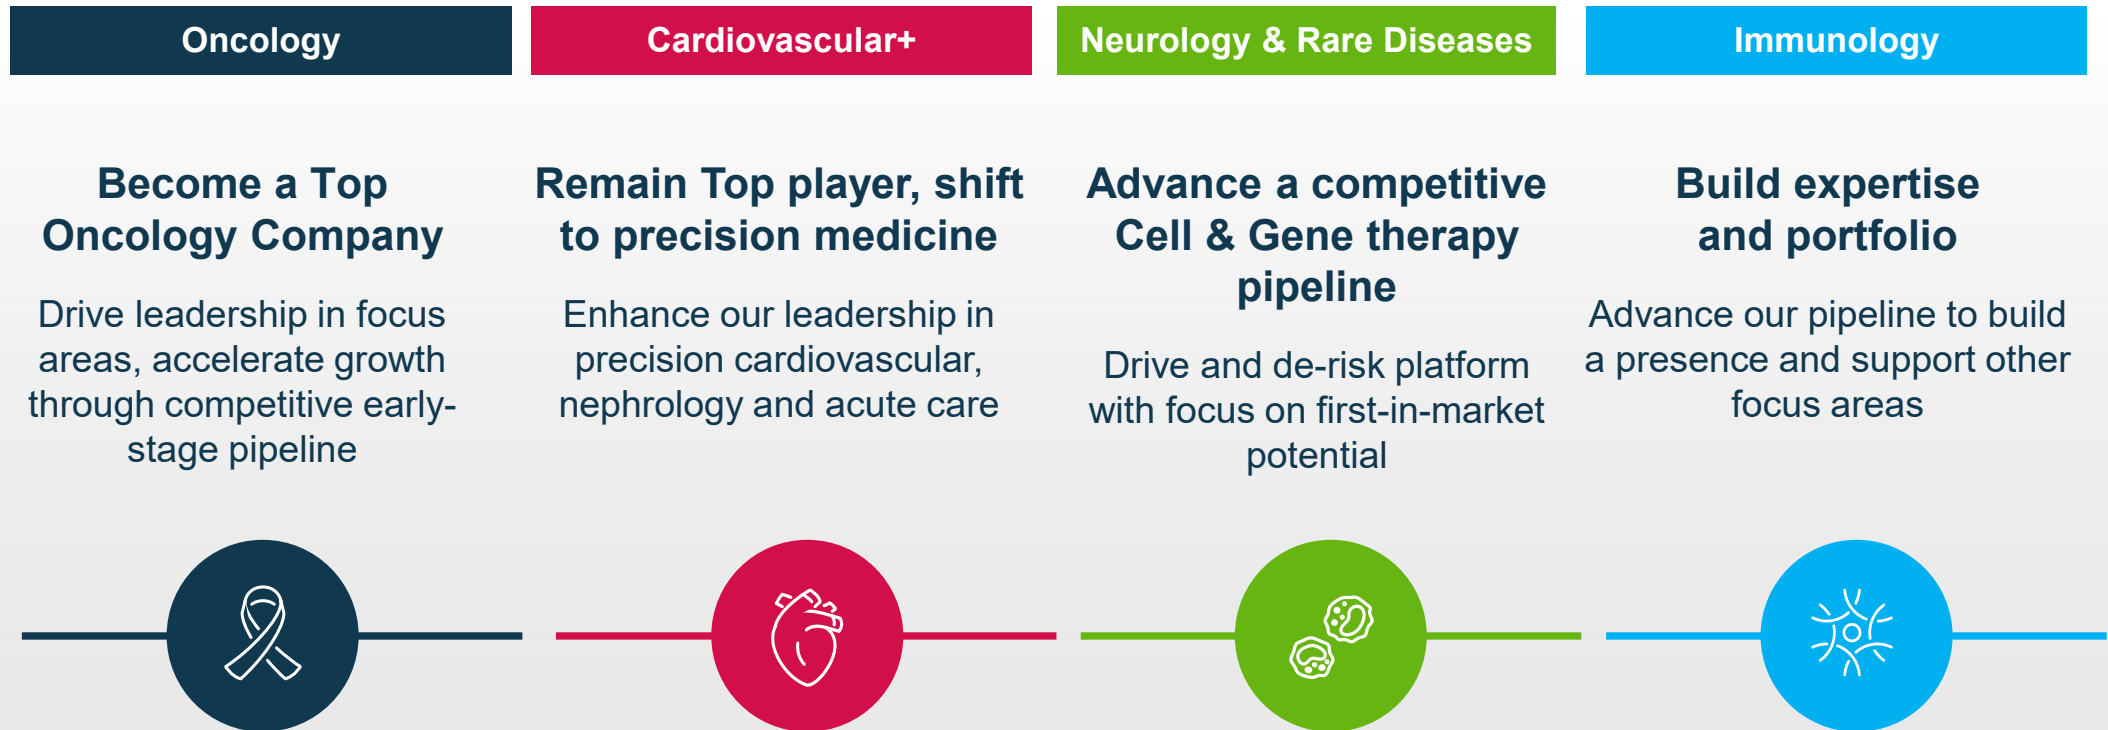 Oncology
Become a Top
Oncology Company
Drive leadership in focus
areas, accelerate growth
through competitive early-
stage pipeline
Cardiovascular+
Remain Top player, shift
to precision medicine
Enhance our leadership in
precision cardiovascular,
nephrology and acute care
Neurology & Rare Diseases
Advance a competitive
Cell & Gene therapy
pipeline
Drive and de-risk platform
with focus on first-in-market
potential
Immunology
Build expertise
and portfolio
Advance our pipeline to build
a presence and support other
focus areas